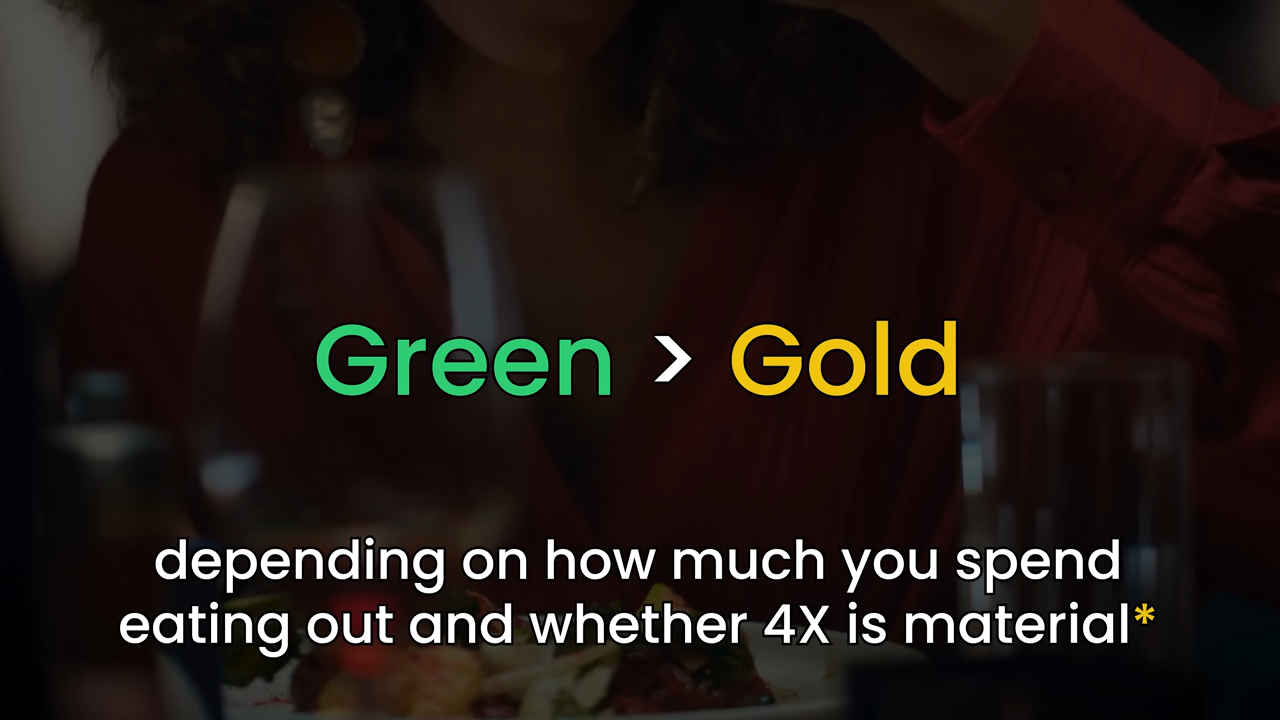 Green > Gold
depending on how much you spend
eating out and whether 4X is material*